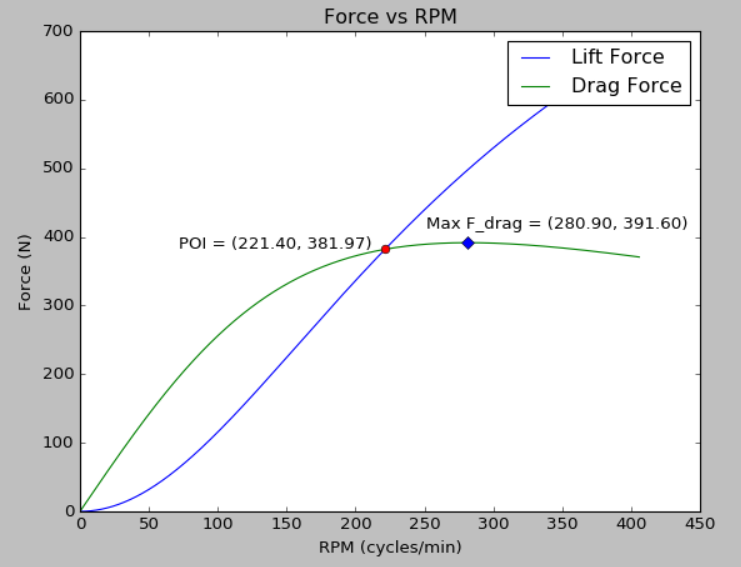 Force vs RPM
Lift Force
Drag Force
700
600
500
400
300
200
100
0
Force (N)
POI = (221.40, 381.97)
Max F_drag = (280.90, 391.60)
0
50
100
150
200
250
300
350
400
450
RPM (cycles/min)